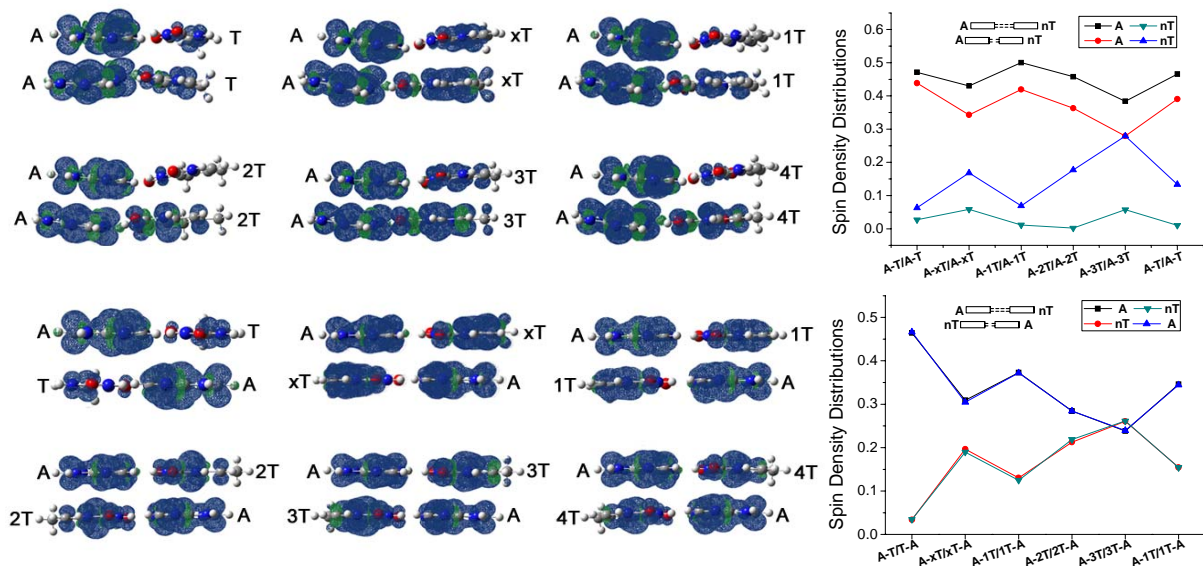 A T A xT A 1T
A T xT A 1T
A 2T A 3T A 4T
A 2T A 3T A 4T
A T A xT A 1T
T A xT A 1T A
A 2T A 3T A 4T
2T A 3T A 4T A
Spin Density Distributions
0.6
0.5
0.4
0.3
0.2
0.1
0.0
A nT
A nT
A nT
A nT
A-T/A-T A-xT/A-xT A-1T/A-1T A-2T/A-2T A-3T/A-3T A-T/A-T
Spin Density Distributions
0.5
0.4
0.3
0.2
0.1
0.0
A nT
nT A
A nT
nT A
A-T/T-A A-xT/xT-A A-1T/1T-A A-2T/2T-A A-3T/3T-A A-1T/1T-A